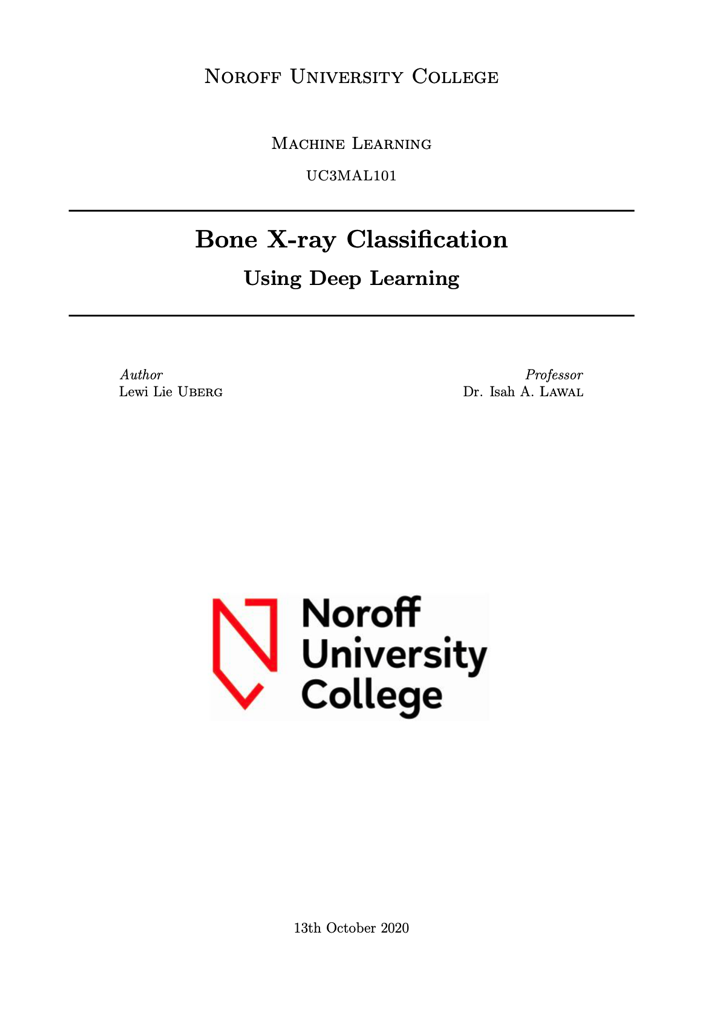 Noroff University College
Machine Learning
UC3MAL101
Bone X-ray Classification
Using Deep Learning
Author
Lewi Lie Uberg
Professor
Dr. Isah A. Lawal
Noroff
University
College
13th October 2020